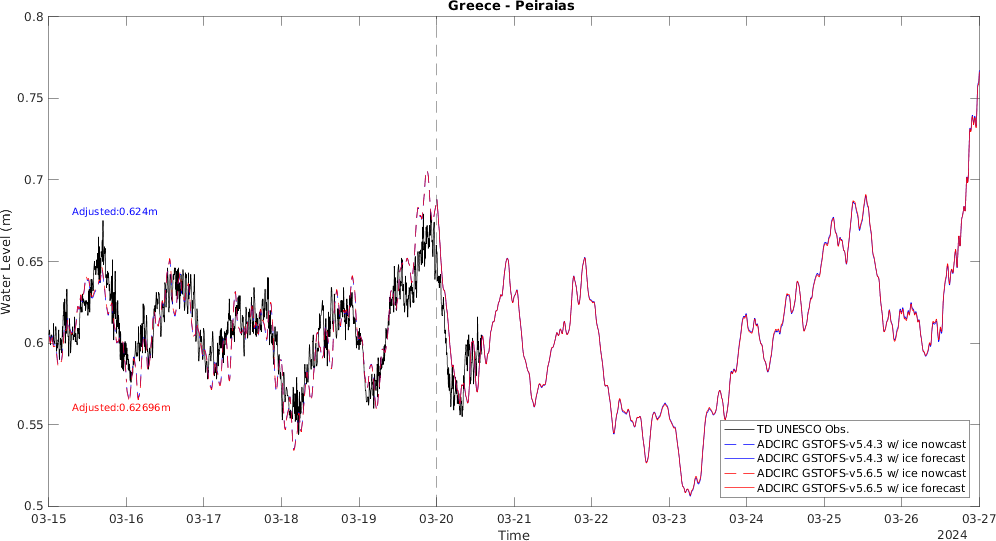 Greece - Peiraias
0.8
0.75
0.7
0.65
0.6
0.55
0.5
Water Level (m)
Adjusted:0.624m
Adjusted:0.62696m
TD UNESCO Obs.
ADCIRC GSTOFS-v5.4.3 w/ ice nowcast
ADCIRC GSTOFS-v5.4.3 w/ ice forecast
ADCIRC GSTOFS-v5.6.5 w/ ice nowcast
ADCIRC GSTOFS-v5.6.5 w/ ice forecast
03-15 03-16 03-17 03-18 03-19 03-20 03-21 03-22 03-23 03-24 03-25 03-26 03-27
Time
2024